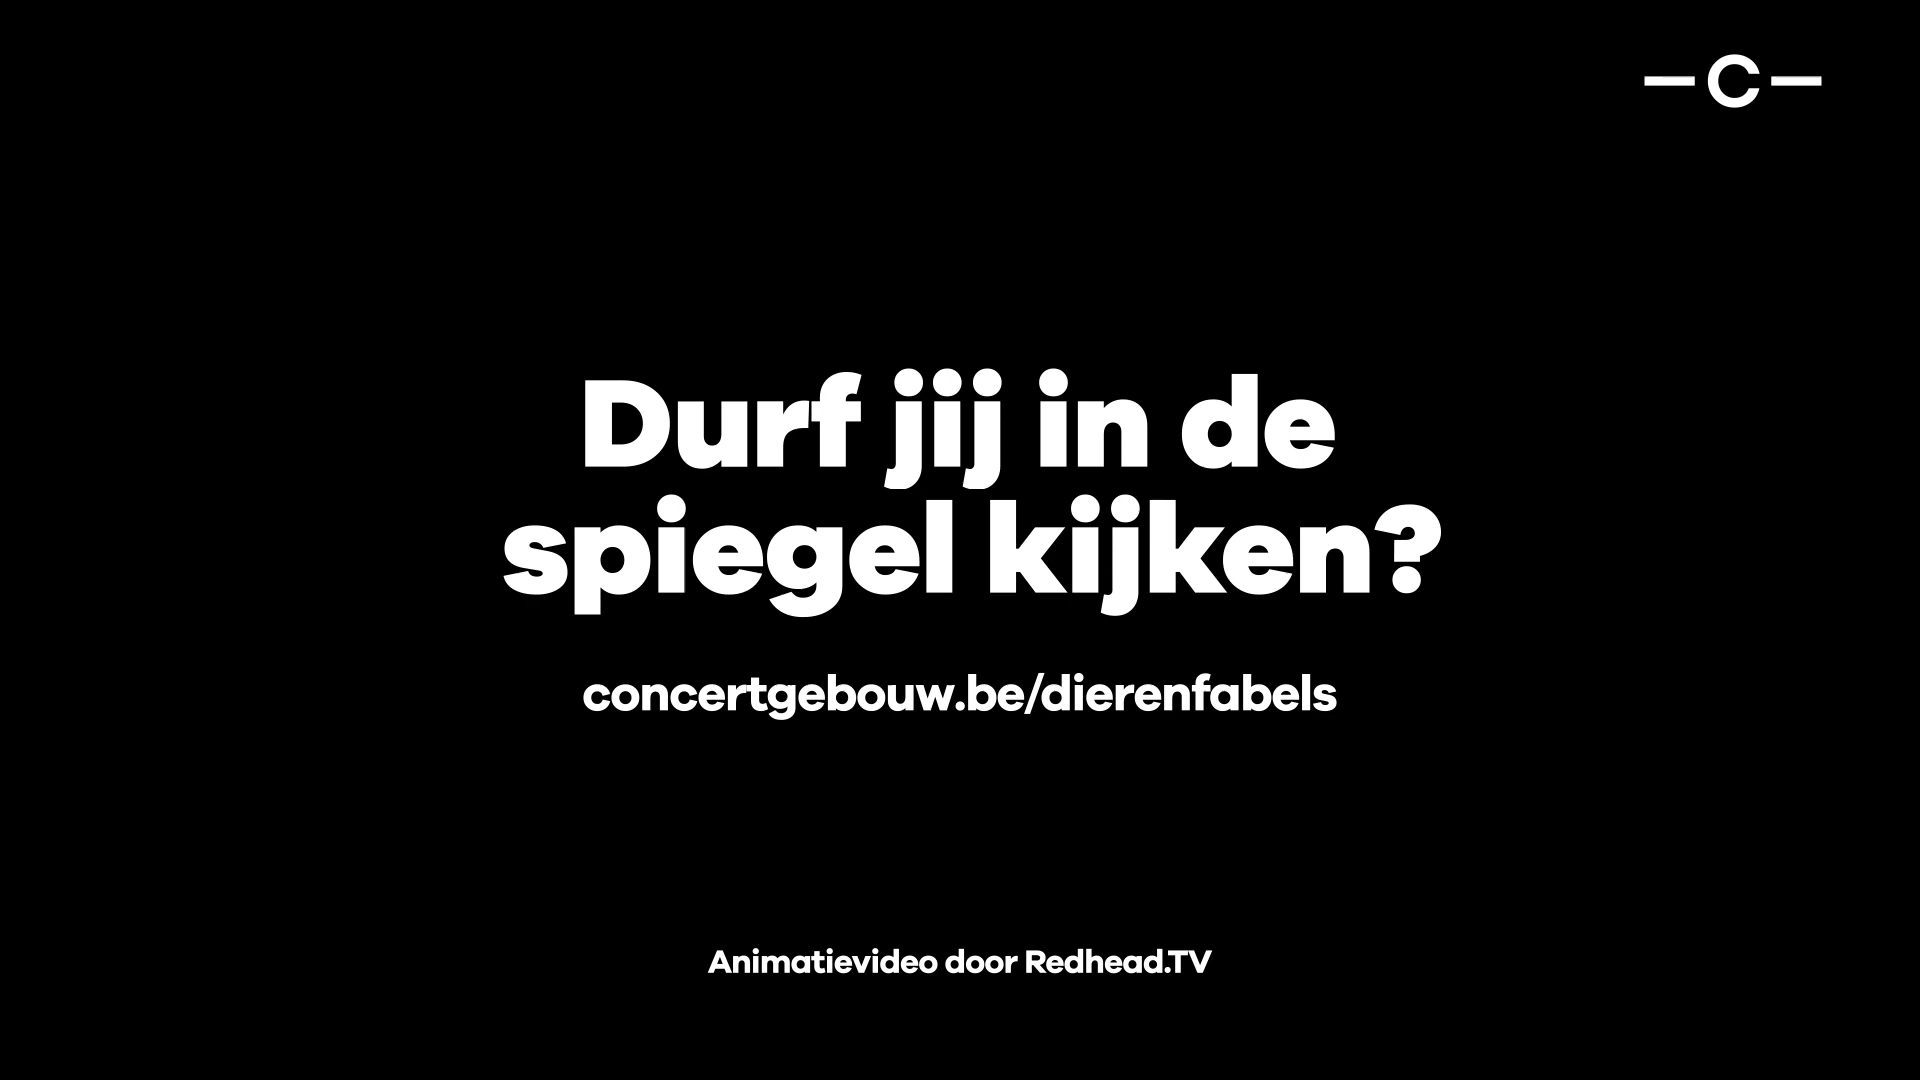 –C–
Durf jij in de
spiegel kijken?
concertgebouw.be/dierenfabels
Animatievideo door Redhead.TV